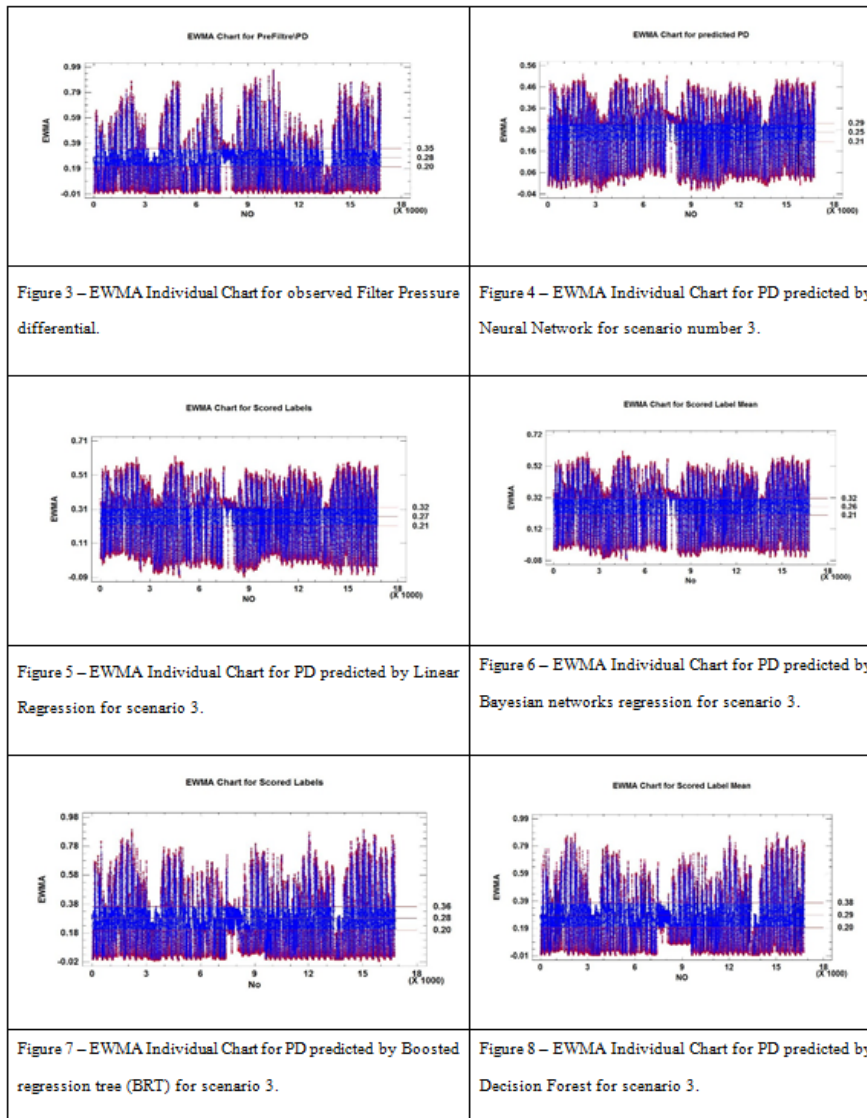 EWMA Chart for PreFiltre\PD
EWMA
0.99
0.79
0.59
0.39
0.19
-0.01
0.35
0.28
0.20
0 3 6 9 12 15 18
(X 1000)
NO
EWMA Chart for predicted PD
EWMA
0.56
0.46
0.36
0.26
0.16
0.06
-0.04
0.29
0.25
0.21
0 3 6 9 12 15 18
(X 1000)
NO
Figure 3 – EWMA Individual Chart for observed Filter Pressure
differential.
Figure 4 – EWMA Individual Chart for PD predicted by
Neural Network for scenario number 3.
EWMA Chart for Scored Labels
EWMA
0.71
0.51
0.31
0.11
-0.09
0.32
0.27
0.21
0 3 6 9 12 15 18
(X 1000)
NO
EWMA Chart for Scored Label Mean
EWMA
0.72
0.52
0.32
0.12
-0.08
0.32
0.26
0.21
0 3 6 9 12 15 18
(X 1000)
No
Figure 5 – EWMA Individual Chart for PD predicted by Linear
Regression for scenario 3.
Figure 6 – EWMA Individual Chart for PD predicted by
Bayesian networks regression for scenario 3.
EWMA Chart for Scored Labels
EWMA
0.98
0.78
0.58
0.38
0.18
-0.02
0.36
0.28
0.20
0 3 6 9 12 15 18
(X 1000)
No
EWMA Chart for Scored Label Mean
EWMA
0.99
0.79
0.59
0.39
0.19
-0.01
0.38
0.29
0.20
0 3 6 9 12 15 18
(X 1000)
NO
Figure 7 – EWMA Individual Chart for PD predicted by Boosted
regression tree (BRT) for scenario 3.
Figure 8 – EWMA Individual Chart for PD predicted by
Decision Forest for scenario 3.